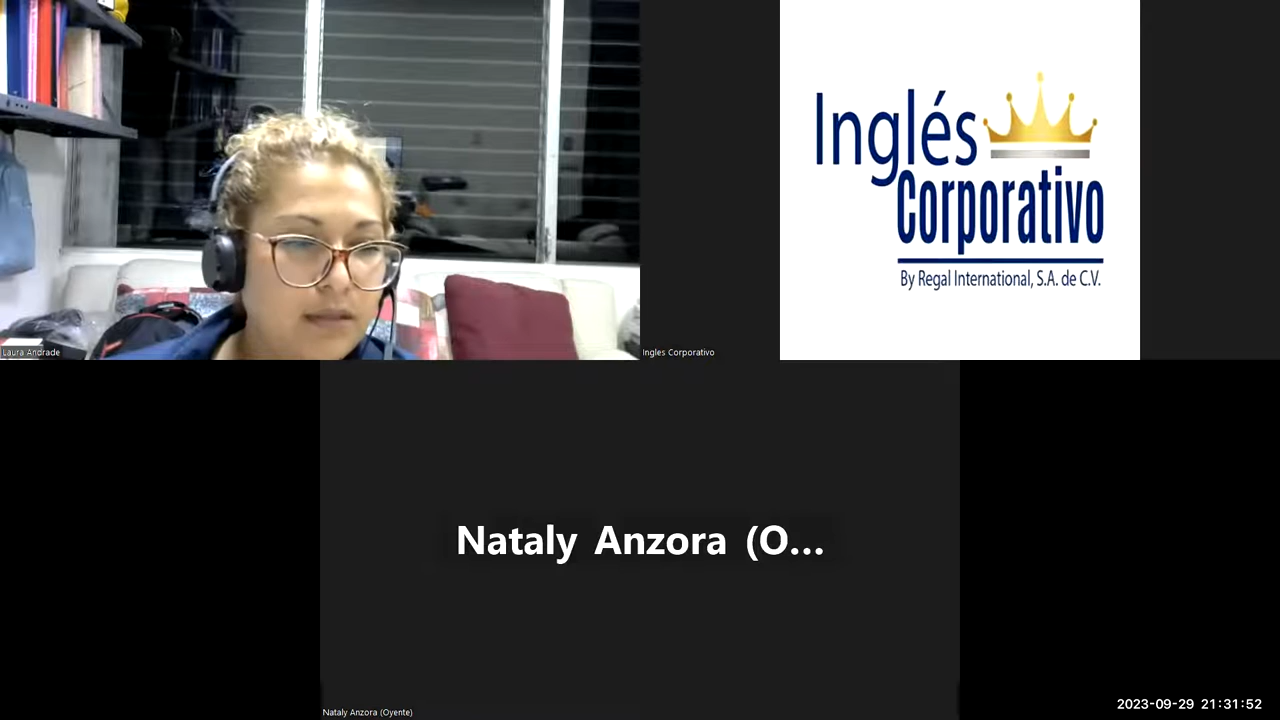 Inglés
Corporativo
By Regal International, S.A. de C.V.
Laura Andrade
Ingles Corporativo
Nataly Anzora (O...
Nataly Anzora (Oyente)
2023-09-29 21:31:52